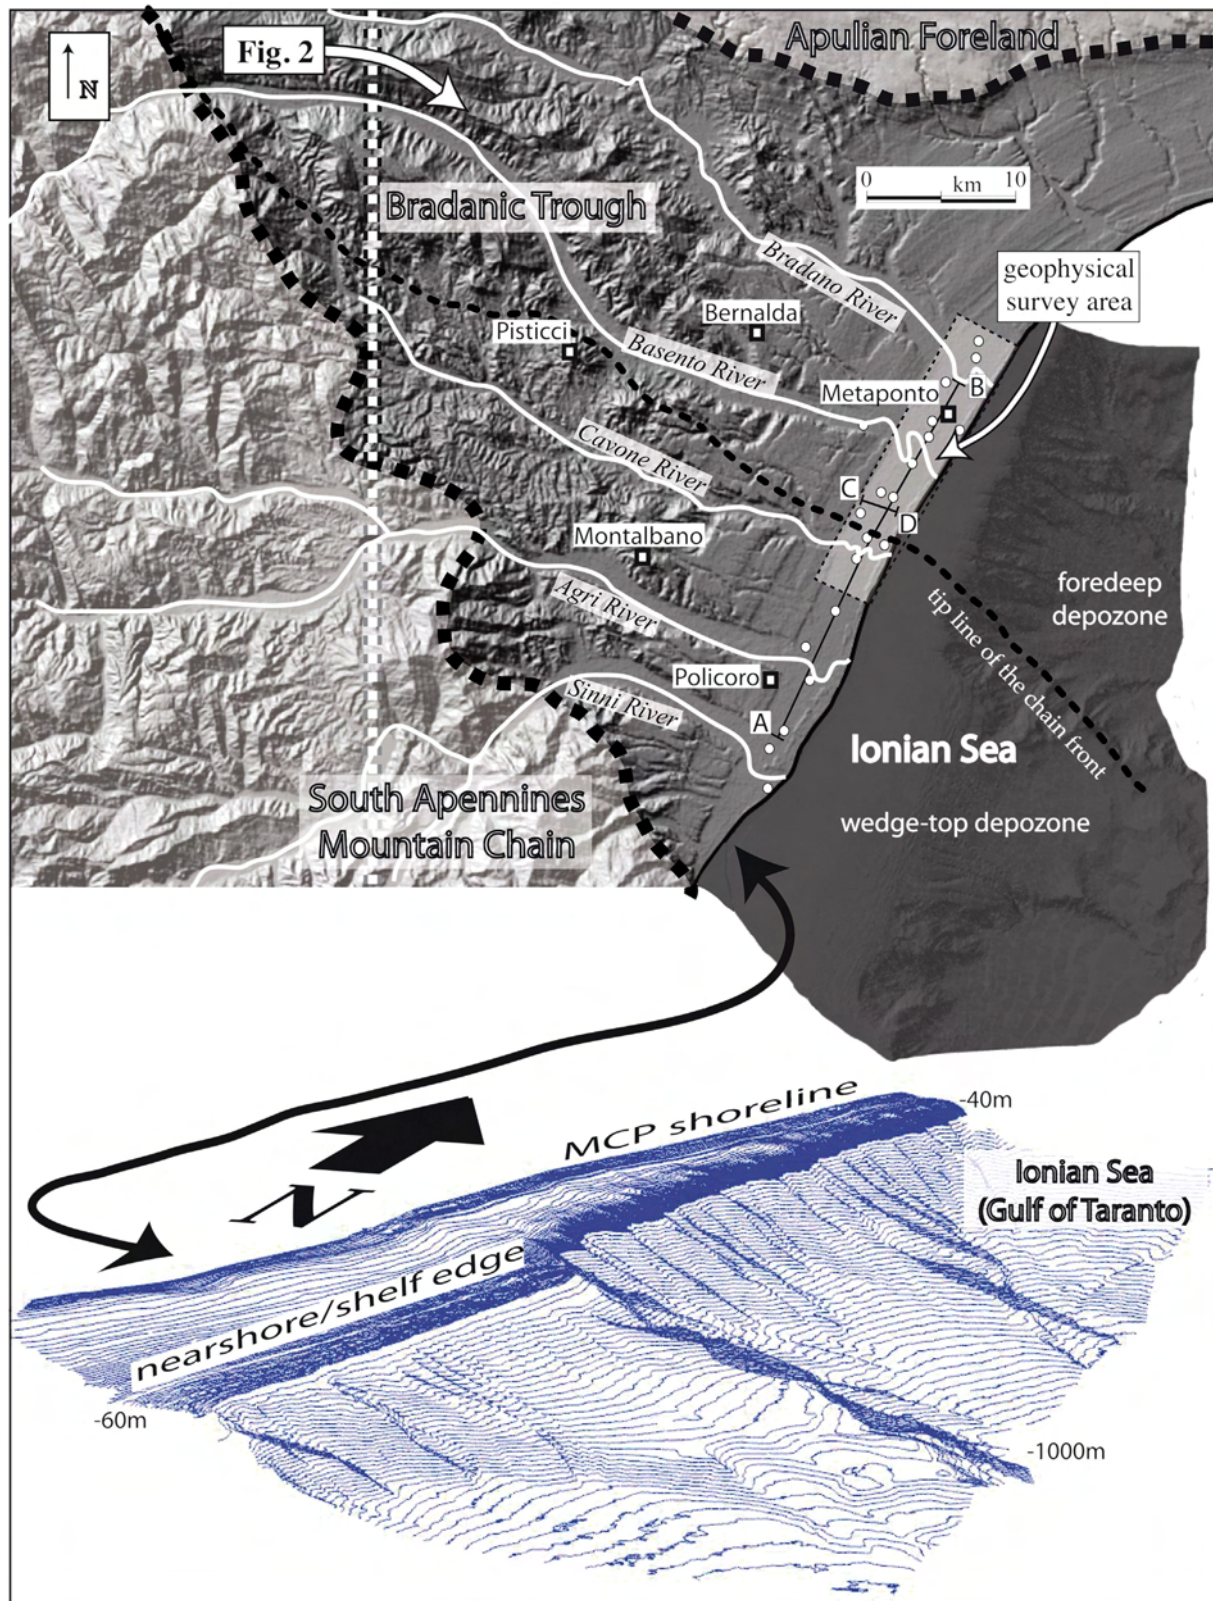 Apulian Foreland
N
Fig. 2
0 km 10
Bradanic Trough
Bradano River
geophysical
survey area
Bernalda
Pisticci
Basento River
Metaponto
B
Cavone River
C
D
Montalbano
foredeep
depozone
Agri River
tip line of the chain front
Policoro
Sinni River
A
Ionian Sea
South Apennines
Mountain Chain
wedge-top depozone
MCP shoreline
-40m
N
Ionian Sea
(Gulf of Taranto)
nearshore/shelf edge
-60m
-1000m